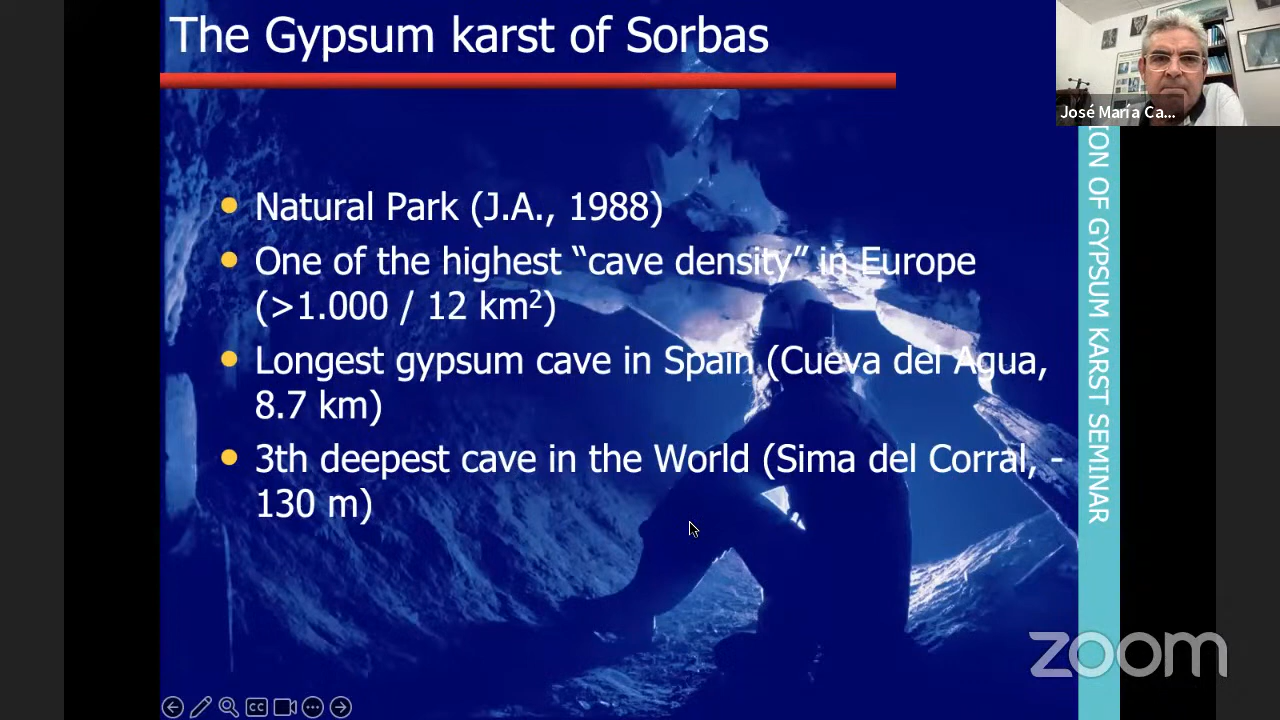 The Gypsum karst of Sorbas
José María Ca...
Natural Park (J.A., 1988)
One of the highest “cave density” in Europe
(>1.000 / 12 km²)
Longest gypsum cave in Spain (Cueva del Agua,
8.7 km)
3th deepest cave in the World (Sima del Corral, -
130 m)
OF GYPSUM KARST SEMINAR
zoom
CC